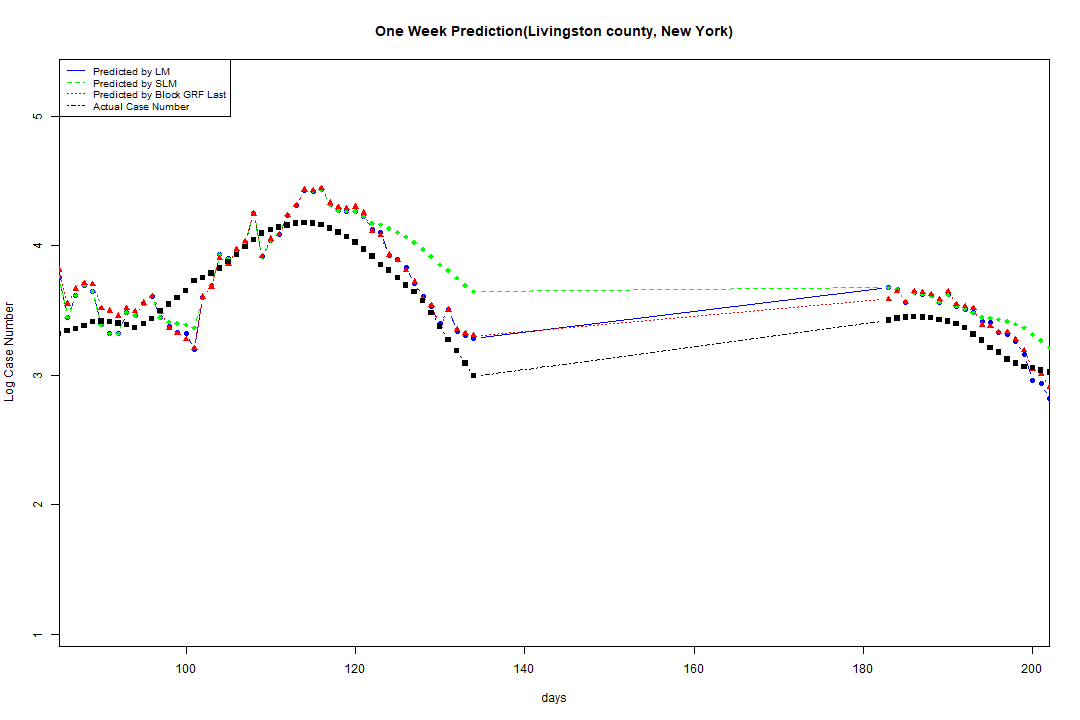 One Week Prediction(Livingston county, New York)
Predicted by LM
Predicted by SLM
Predicted by Block GRF Last
Actual Case Number
5
4
3
2
1
Log Case Number
100 120 140 160 180 200
days